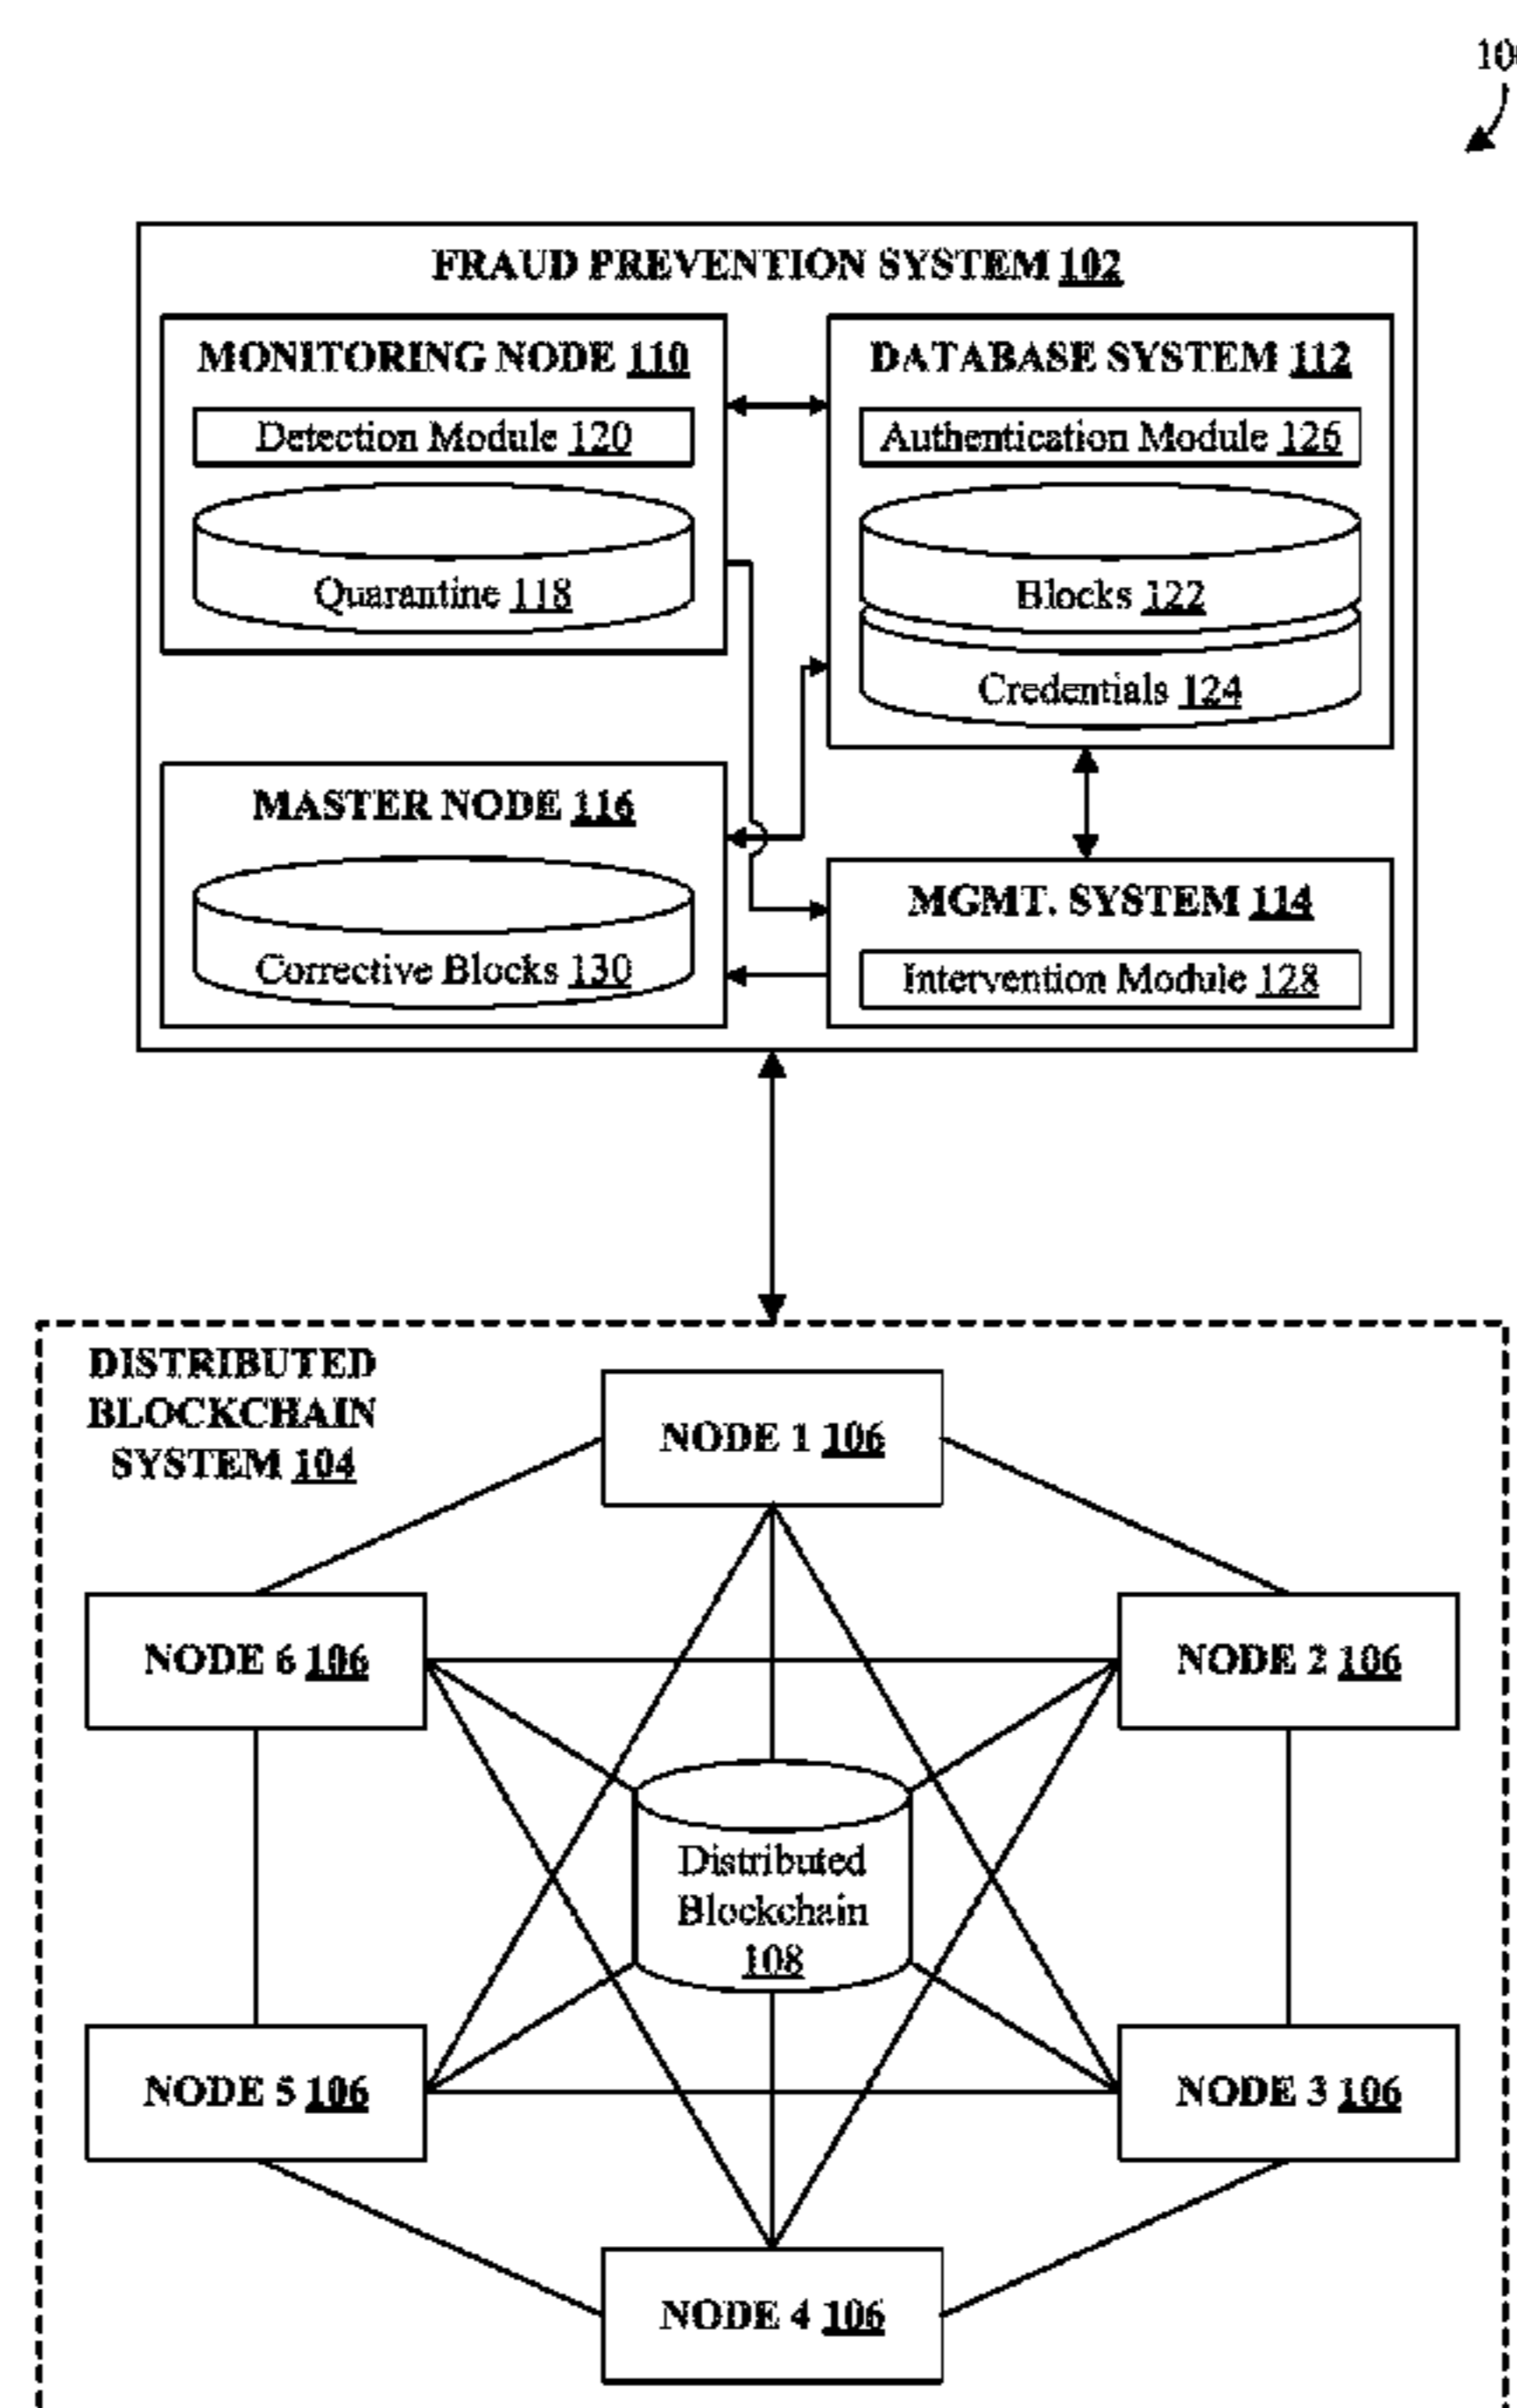 FRAUD PREVENTION SYSTEM 102
MONITORING NODE 110
Detection Module 120
Quarantine 118
DATABASE SYSTEM 112
Authentication Module 126
Blocks 122
Credentials 124
MASTER NODE 116
Corrective Blocks 130
MGMT. SYSTEM 114
Intervention Module 128
DISTRIBUTED
BLOCKCHAIN
SYSTEM 104
NODE 1 106
NODE 6 106
NODE 2 106
Distributed
Blockchain
108
NODE 5 106
NODE 3 106
NODE 4 106